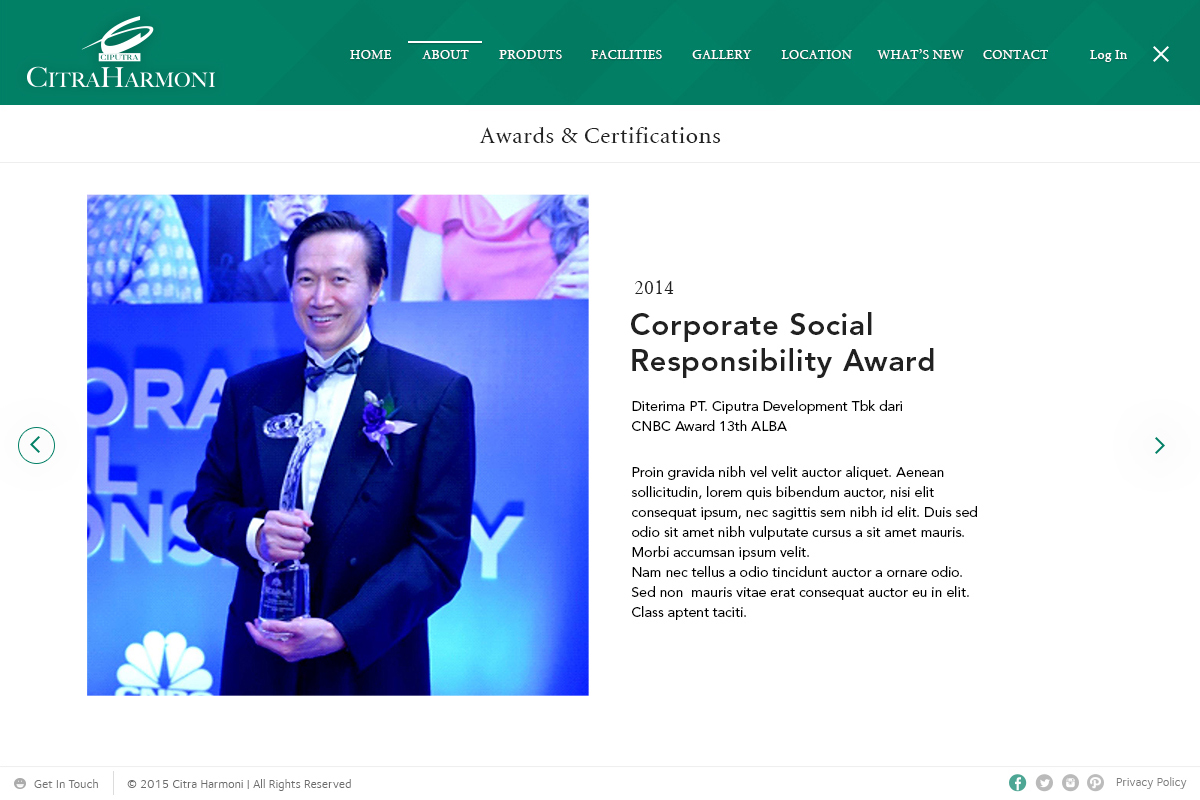 CIPUTRA
CITRAHARMONI
HOME ABOUT PRODUTS FACILITIES GALLERY LOCATION WHAT'S NEW CONTACT Log In
Awards & Certifications
2014
Corporate Social
Responsibility Award
Diterima PT. Ciputra Development Tbk dari
CNBC Award 13th ALBA
Proin gravida nibh vel velit auctor aliquet. Aenean
sollicitudin, lorem quis bibendum auctor, nisi elit
consequat ipsum, nec sagittis sem nibh id elit. Duis sed
odio sit amet nibh vulputate cursus a sit amet mauris.
Morbi accumsan ipsum velit.
Nam nec tellus a odio tincidunt auctor a ornare odio.
Sed non  mauris vitae erat consequat auctor eu in elit.
Class aptent taciti.
ORA
L
ONS Y
CNBC
Get In Touch
© 2015 Citra Harmoni | All Rights Reserved
Privacy Policy